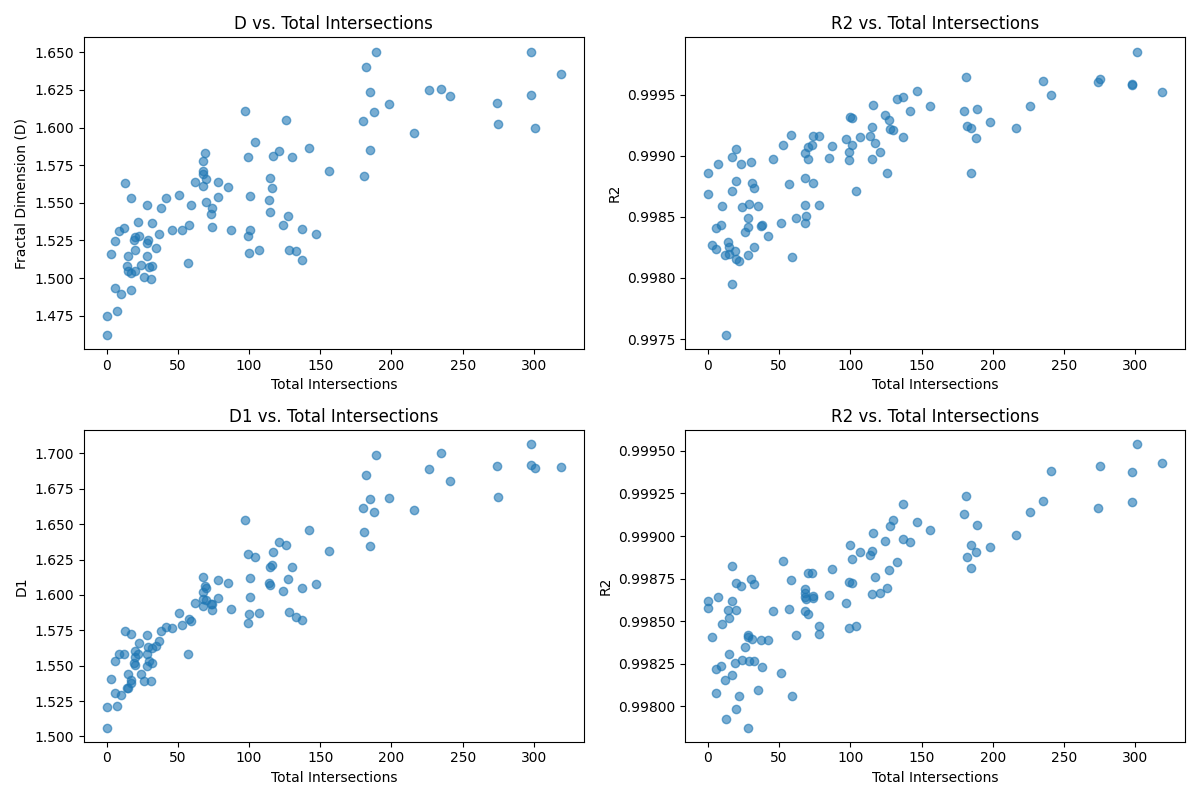 D vs. Total Intersections
Fractal Dimension (D)
1.650
1.625
1.600
1.575
1.550
1.525
1.500
1.475
0 50 100 150 200 250 300
Total Intersections
R2 vs. Total Intersections
R2
0.9995
0.9990
0.9985
0.9980
0.9975
0 50 100 150 200 250 300
Total Intersections
D1 vs. Total Intersections
D1
1.700
1.675
1.650
1.625
1.600
1.575
1.550
1.525
1.500
0 50 100 150 200 250 300
Total Intersections
R2 vs. Total Intersections
R2
0.99950
0.99925
0.99900
0.99875
0.99850
0.99825
0.99800
0 50 100 150 200 250 300
Total Intersections